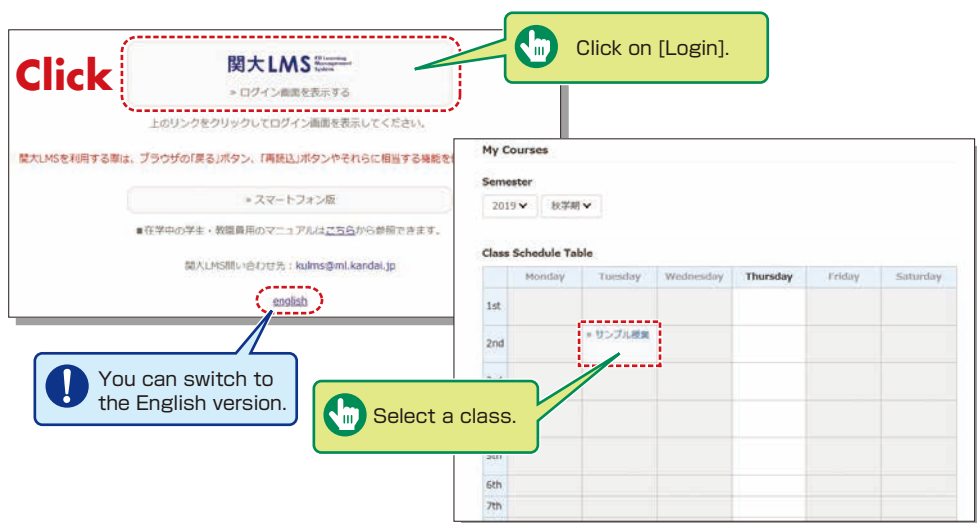 Click
関大LMS
» ログイン画面を表示する
Click on [Login].
上のリンクをクリックしてログイン画面を表示してください。
関大LMSを利用する際は、ブラウザの「戻る」ボタン、「再読込」ボタンやそれらに相当する機能を
» スマートフォン版
■在学中の学生・教職員用のマニュアルはこちらから参照できます。
関大LMS問い合わせ先：kulms@ml.kandai.jp
english
You can switch to
the English version.
My Courses
Semester
2019 秋学期
Class Schedule Table
Monday Tuesday Wednesday Thursday Friday Saturday
1st
2nd » サンプル授業
Select a class.
5th
6th
7th